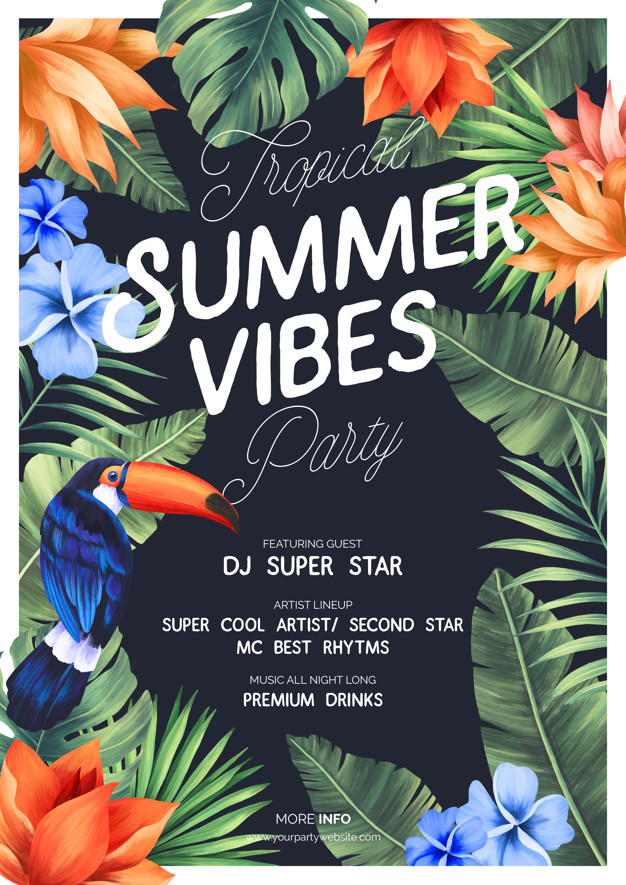 Tropical
SUMMER
VIBES
Party
FEATURING GUEST
DJ SUPER STAR
ARTIST LINEUP
SUPER COOL ARTIST/ SECOND STAR
MC BEST RHYTMS
MUSIC ALL NIGHT LONG
PREMIUM DRINKS
MORE INFO
www.yourpartywebsite.com